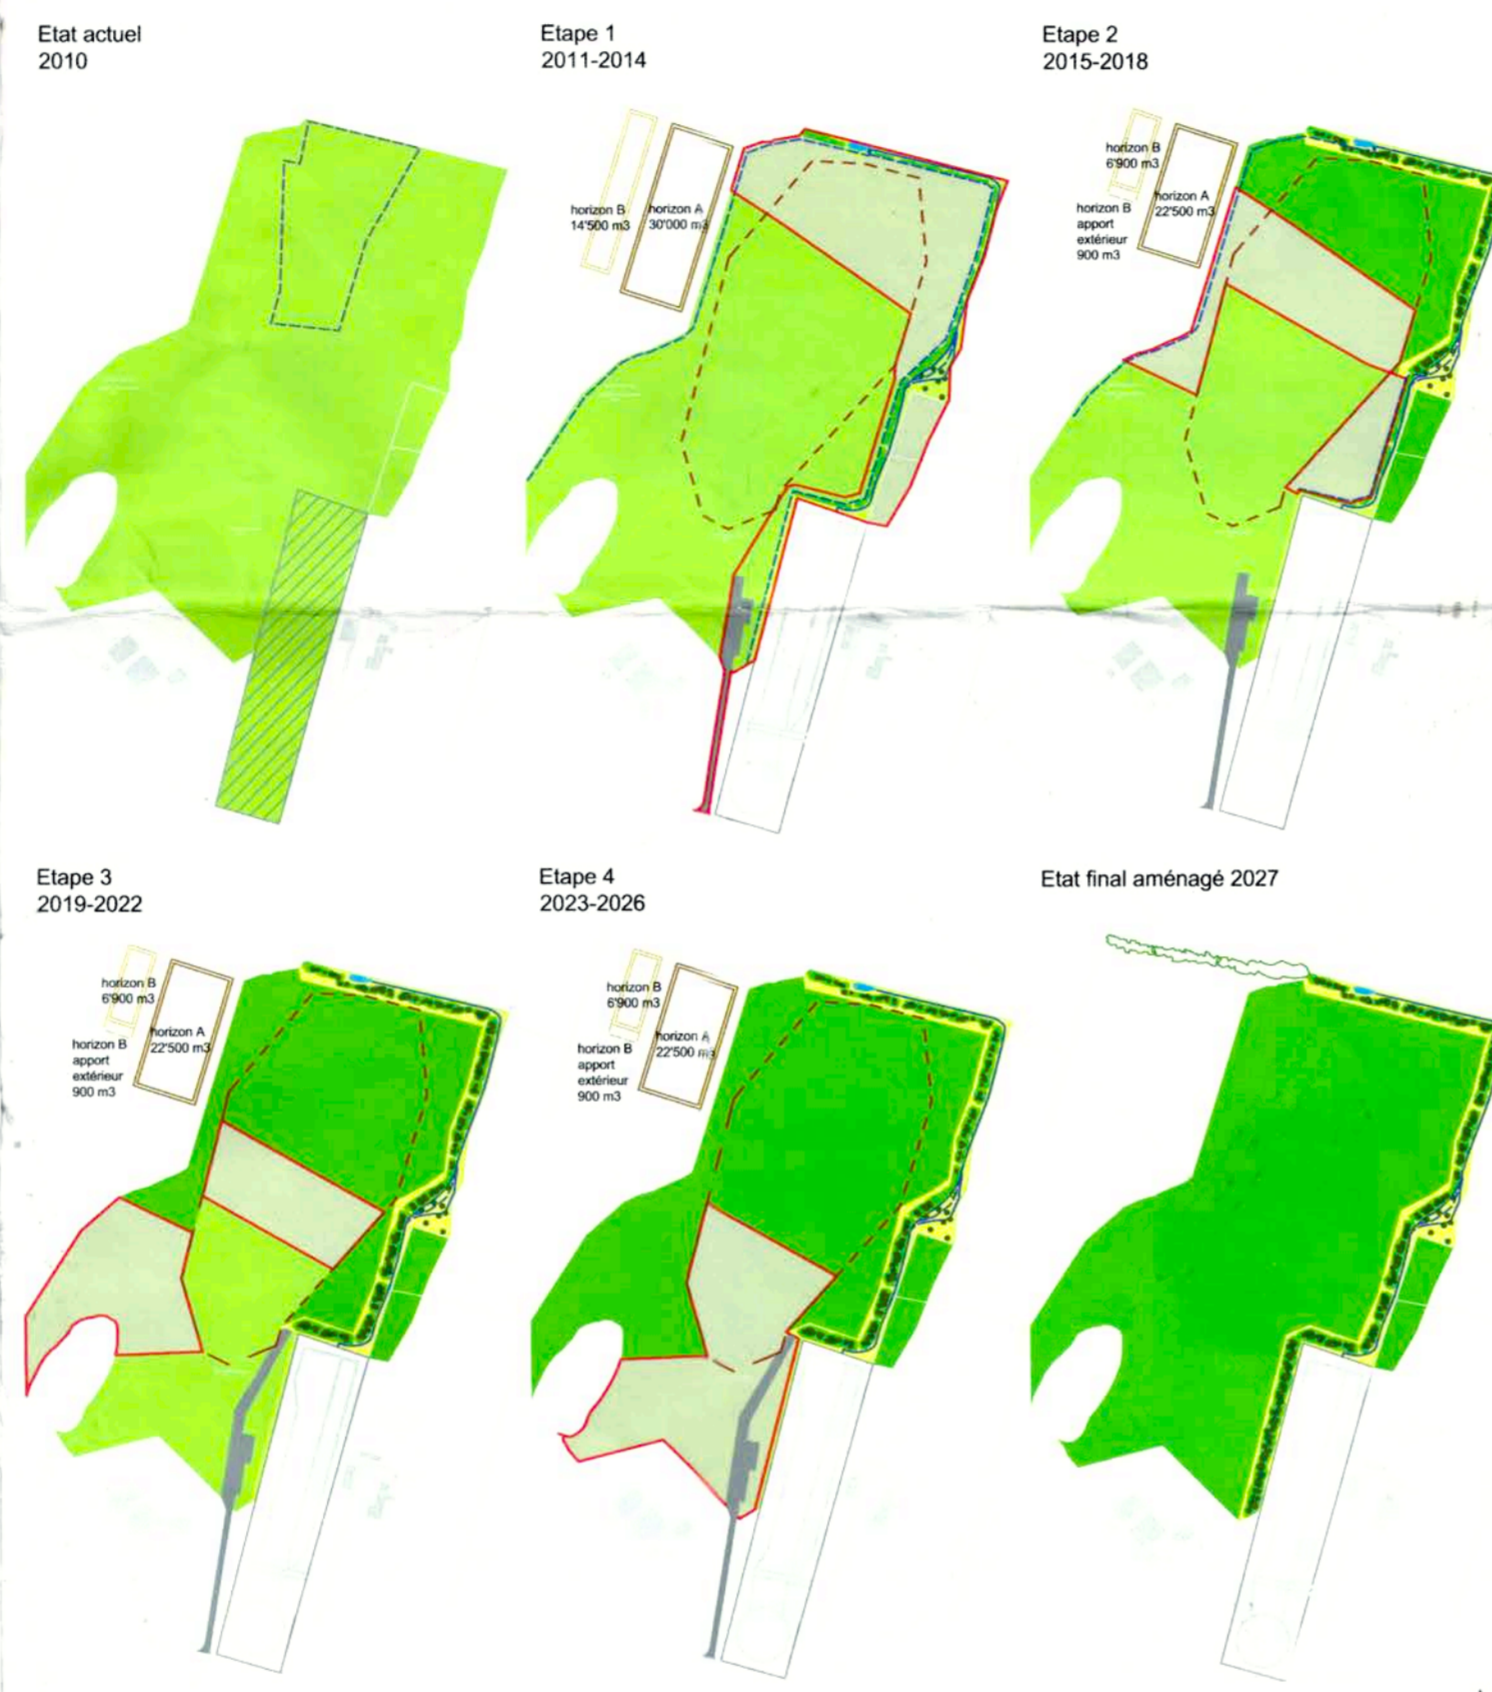 Etat actuel
2010
Etape 1
2011-2014
horizon B
14'500 m3
horizon A
30'000 m3
Etape 2
2015-2018
horizon B
6'900 m3
horizon A
22'500 m3
horizon B
apport
extérieur
900 m3
Etape 3
2019-2022
horizon B
6'900 m3
horizon A
22'500 m3
horizon B
apport
extérieur
900 m3
Etape 4
2023-2026
horizon B
6'900 m3
horizon A
22'500 m3
horizon B
apport
extérieur
900 m3
Etat final aménagé 2027